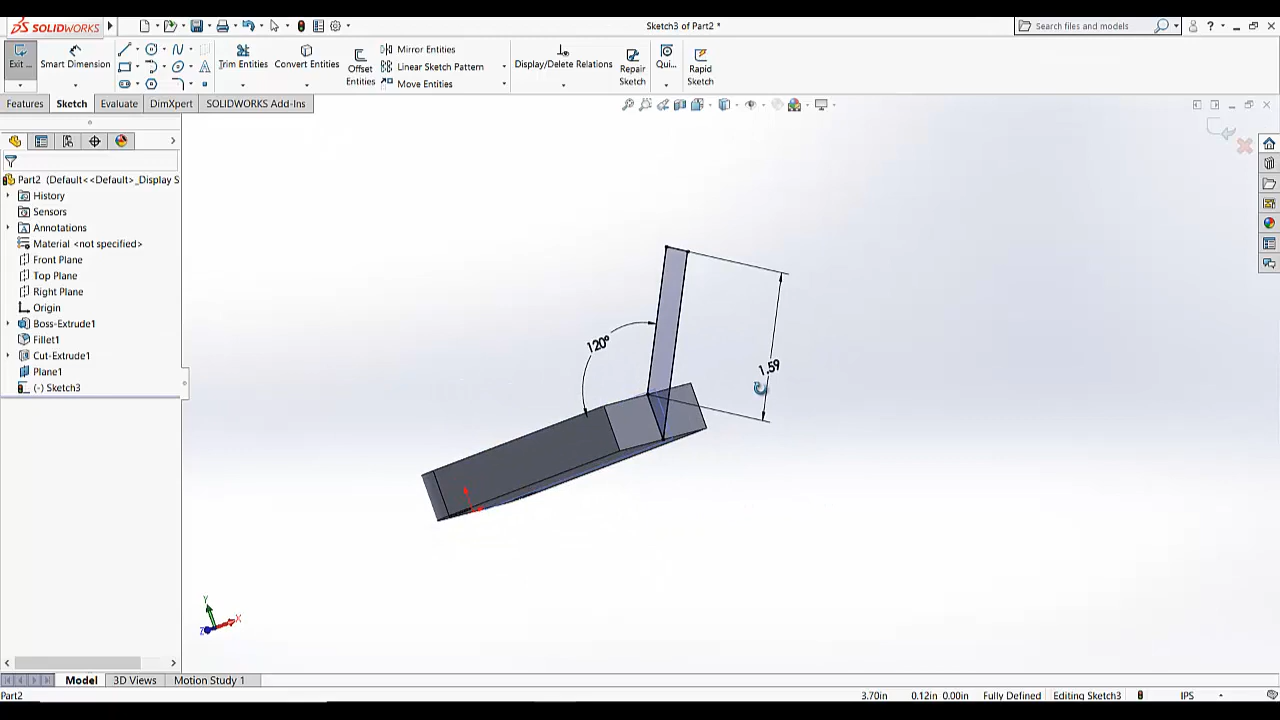 SOLIDWORKS
Sketch3 of Part2 *
Search files and models
?
Exit ...
Smart Dimension
Trim Entities
Convert Entities
Offset Entities
Mirror Entities
Linear Sketch Pattern
Move Entities
Display/Delete Relations
Repair Sketch
Qui...
Rapid Sketch
Features
Sketch
Evaluate
DimXpert
SOLIDWORKS Add-Ins
Part2 (Default<<Default>_Display S
History
Sensors
Annotations
Material <not specified>
Front Plane
Top Plane
Right Plane
Origin
Boss-Extrude1
Fillet1
Cut-Extrude1
Plane1
(-) Sketch3
120°
1.59
Y
X
Z
Model
3D Views
Motion Study 1
Part2
3.70in
0.12in
0.00in
Fully Defined
Editing Sketch3
IPS